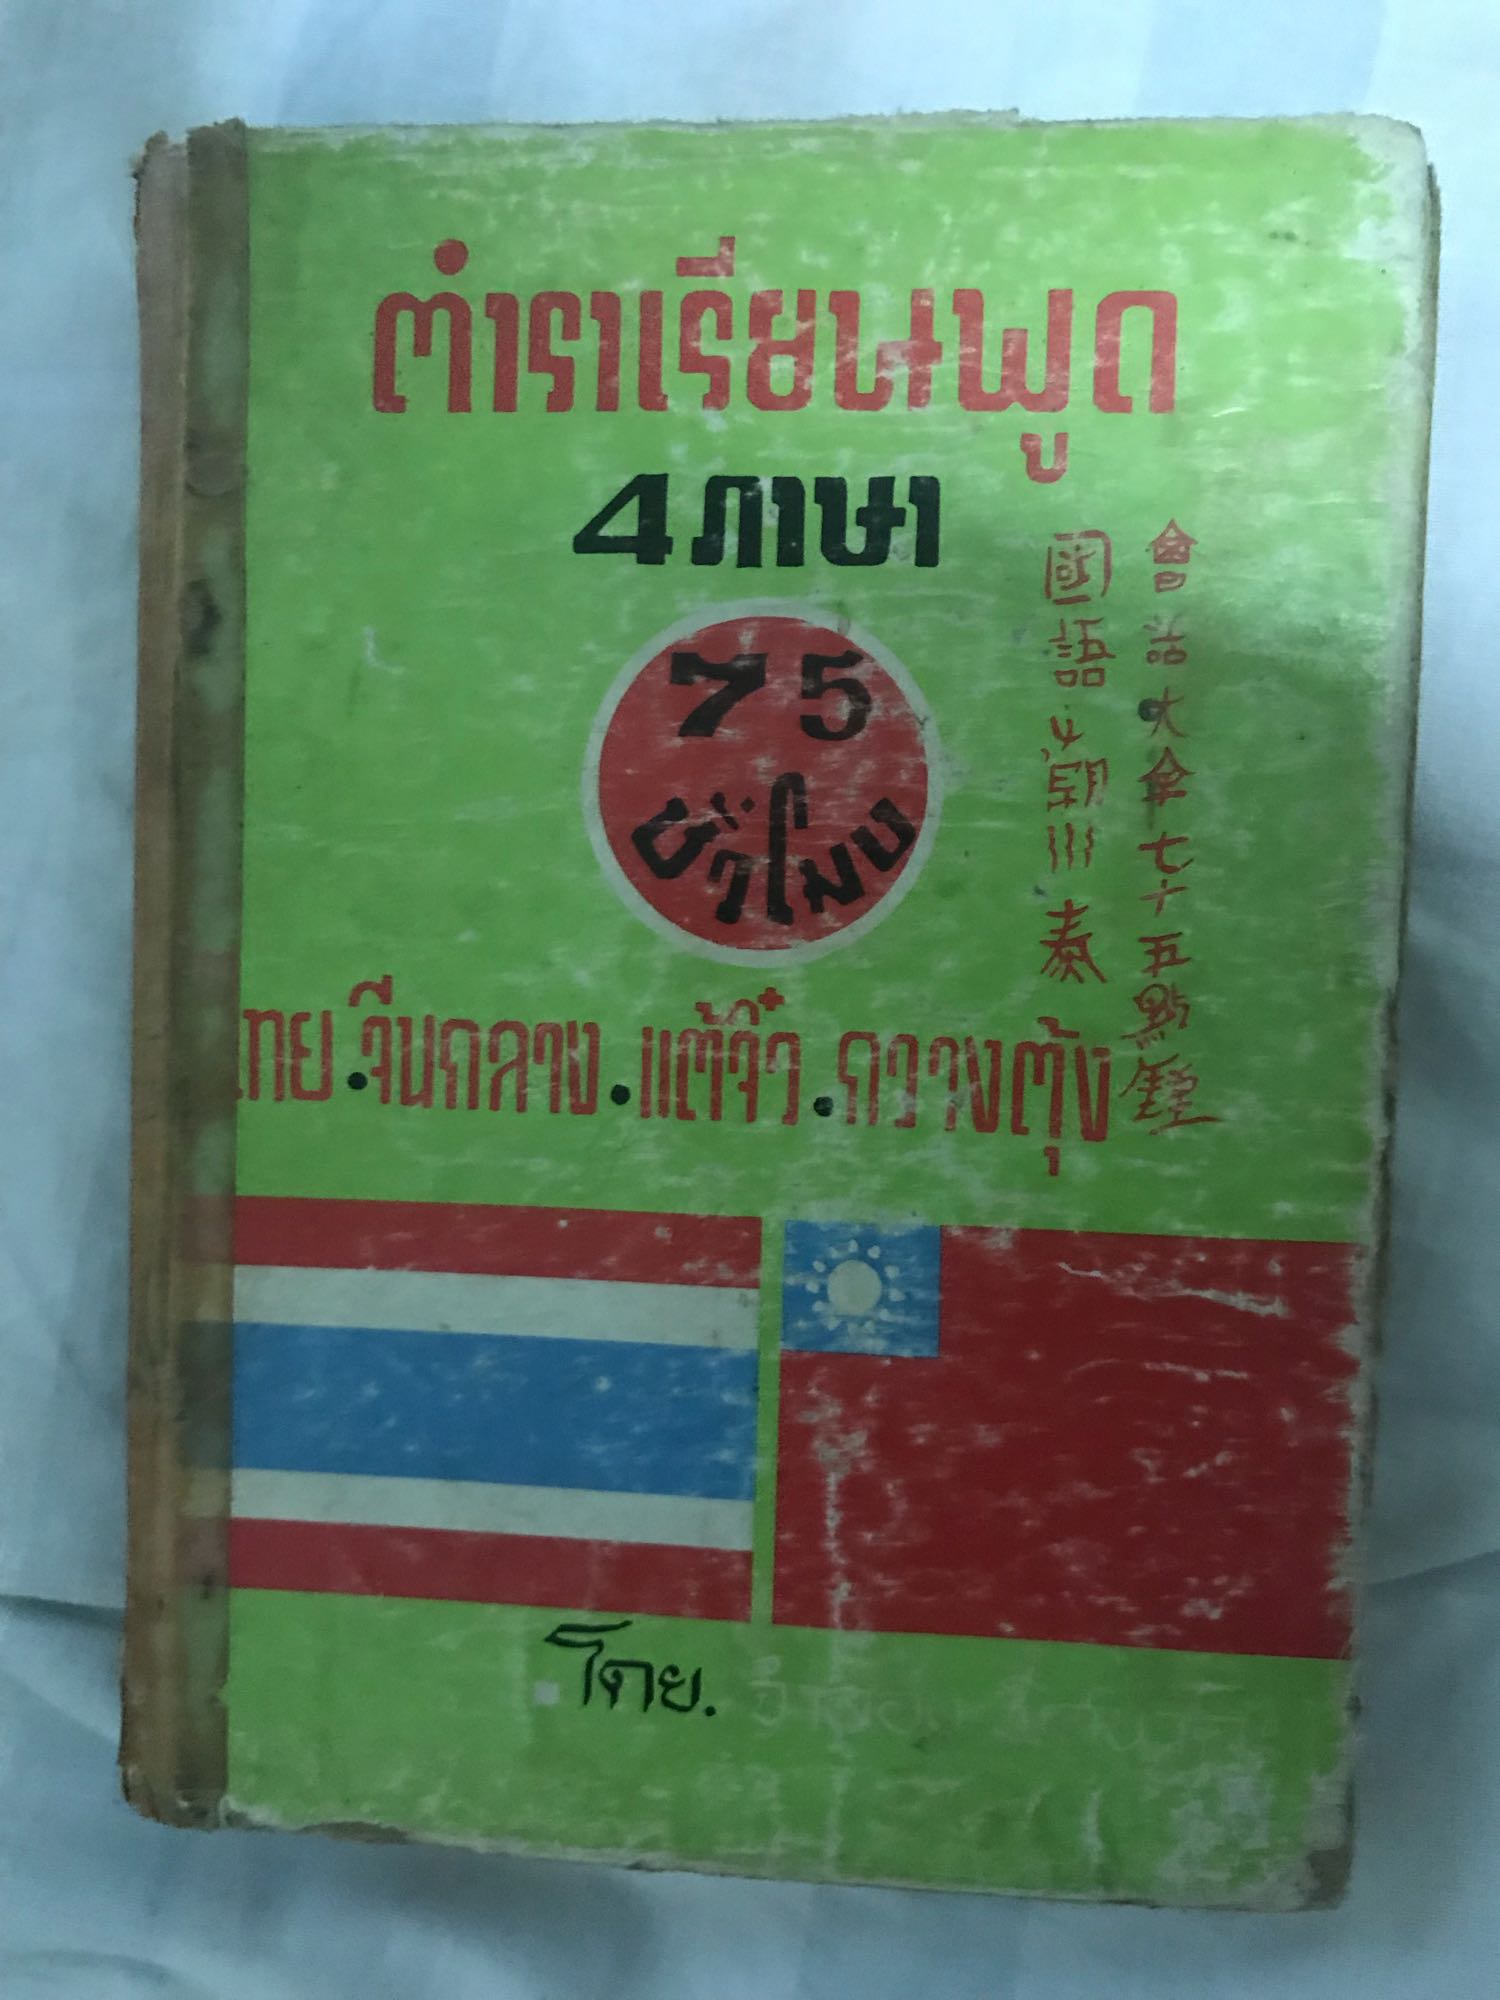 ตำราเรียนพูด
4 ภาษา
75
ชั่วโมง
會話大全七十五點鐘
國語潮州泰
ไทย.จีนกลาง.แต้จิ๋ว.กวางตุ้ง
โดย.